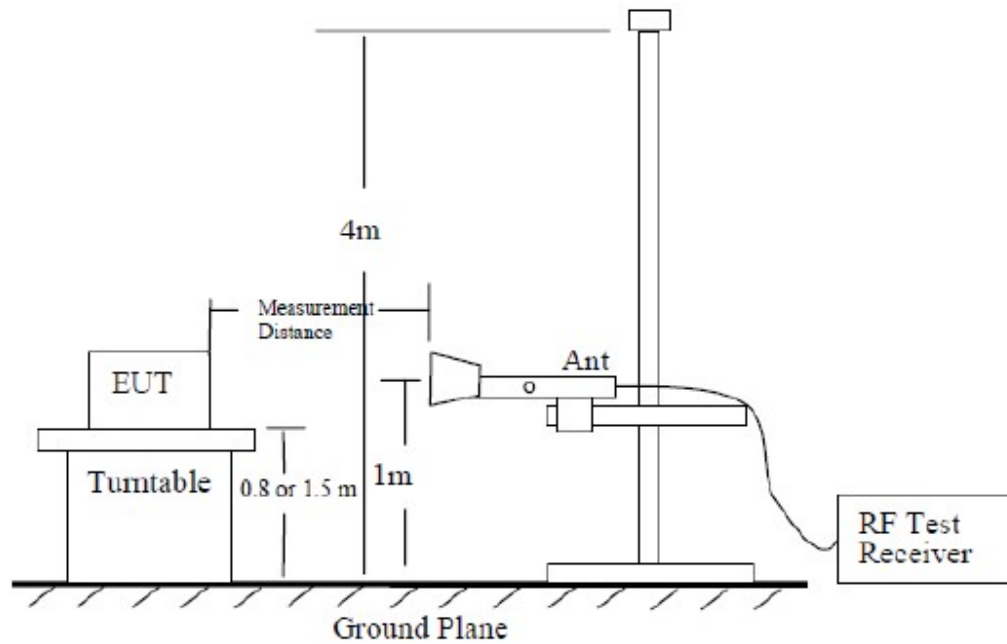 4m
Measurement
Distance
Ant
EUT
Turntable
0.8 or 1.5 m
1m
RF Test
Receiver
Ground Plane